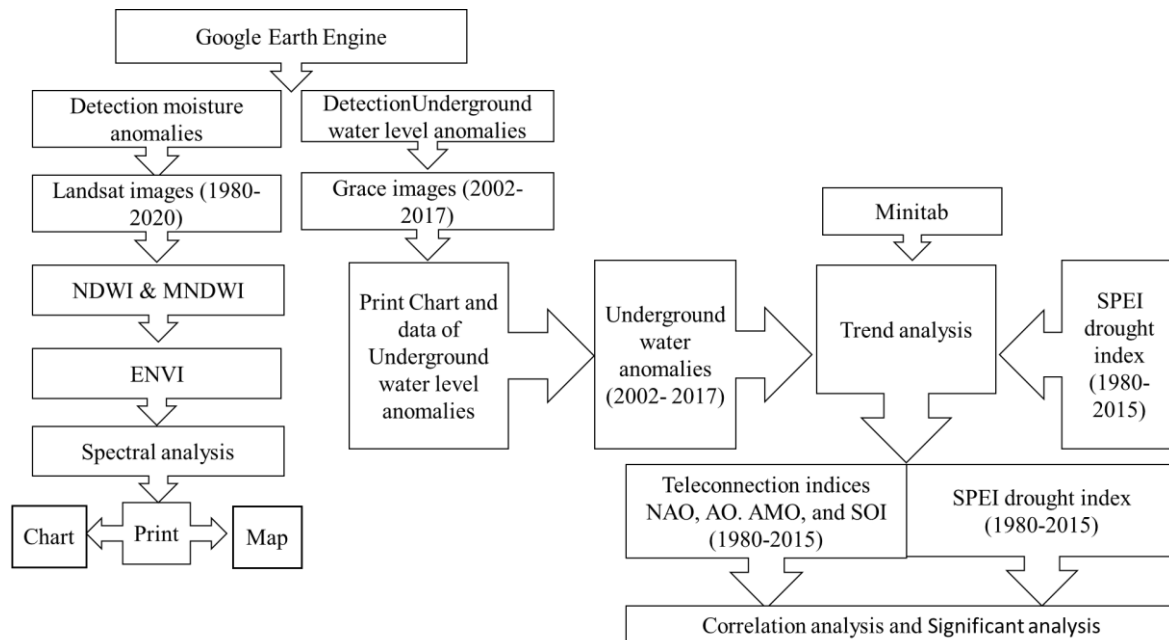 Google Earth Engine
Detection moisture
anomalies
DetectionUnderground
water level anomalies
Landsat images (1980-
2020)
Grace images (2002-
2017)
NDWI & MNDWI
ENVI
Spectral analysis
Chart
Print
Map
Print Chart and
data of
Underground
water level
anomalies
Underground
water
anomalies
(2002- 2017)
Minitab
Trend analysis
SPEI
drought
index
(1980-
2015)
Teleconnection indices
NAO, AO. AMO, and SOI
(1980-2015)
SPEI drought index
(1980-2015)
Correlation analysis and Significant analysis